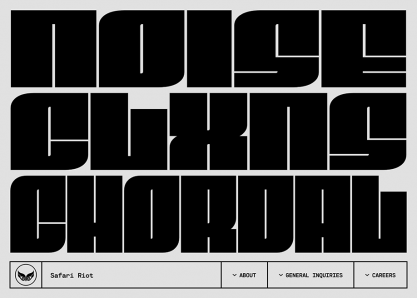 NOISE
CLXNS
CHORDAL
Safari Riot
ABOUT
GENERAL INQUIRIES
CAREERS